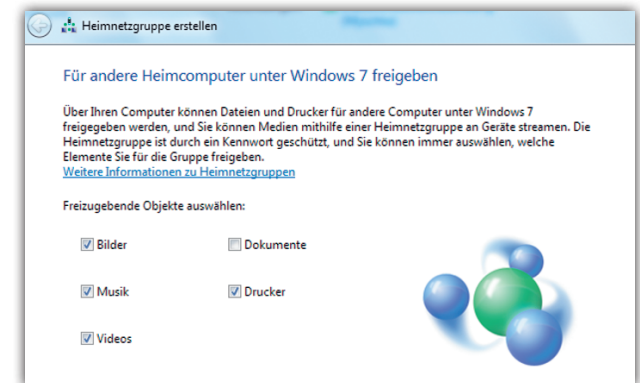 Heimnetzgruppe erstellen
Für andere Heimcomputer unter Windows 7 freigeben
Über Ihren Computer können Dateien und Drucker für andere Computer unter Windows 7
freigegeben werden, und Sie können Medien mithilfe einer Heimnetzgruppe an Geräte streamen. Die
Heimnetzgruppe ist durch ein Kennwort geschützt, und Sie können immer auswählen, welche
Elemente Sie für die Gruppe freigeben.
Weitere Informationen zu Heimnetzgruppen
Freizugebende Objekte auswählen:
Bilder Dokumente
Musik Drucker
Videos